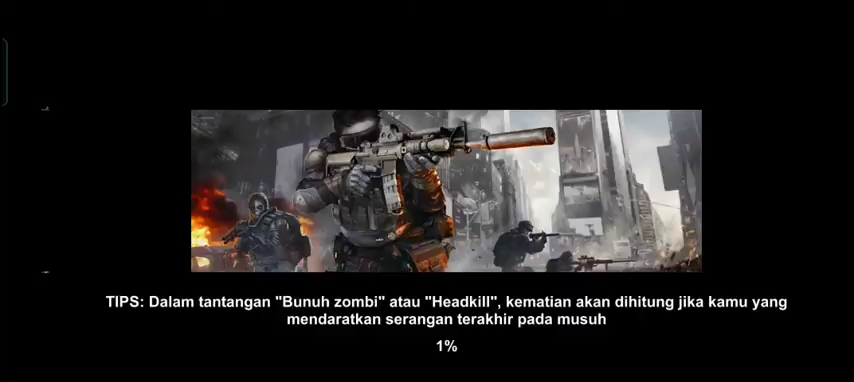 TIPS: Dalam tantangan "Bunuh zombi" atau "Headkill", kematian akan dihitung jika kamu yang
mendaratkan serangan terakhir pada musuh
1%